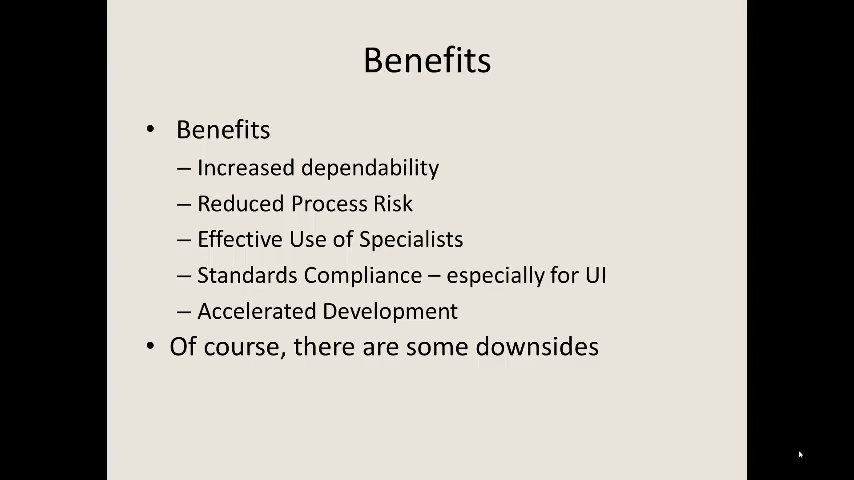 Benefits
• Benefits
– Increased dependability
– Reduced Process Risk
– Effective Use of Specialists
– Standards Compliance – especially for UI
– Accelerated Development
• Of course, there are some downsides